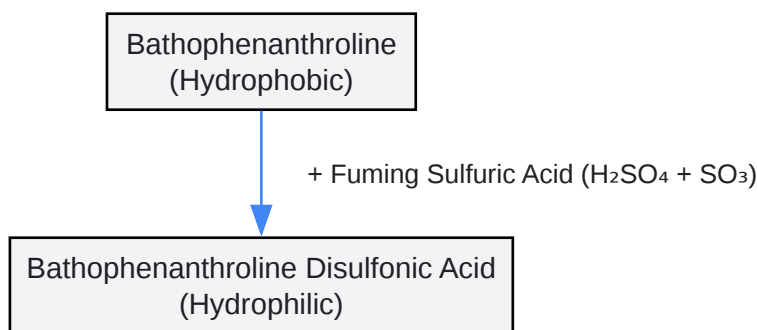 Bathophenanthroline
(Hydrophobic)
+ Fuming Sulfuric Acid (H₂SO₄ + SO₃)
Bathophenanthroline Disulfonic Acid
(Hydrophilic)